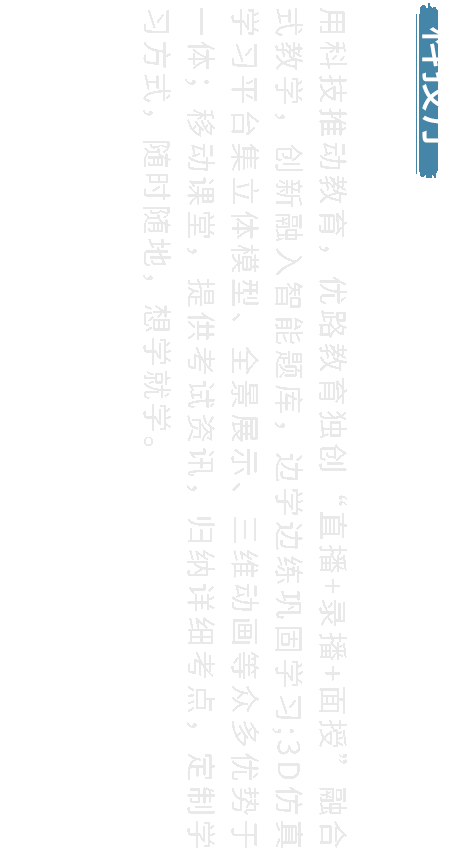 科技力
用科技推动教育，优路教育独创“直播+录播+面授”融合
式教学，创新融入智能题库，边学边练巩固学习;3D仿真
学习平台集立体模型、全景展示、三维动画等众多优势于
一体；移动课堂，提供考试资讯，归纳详细考点，定制学
习方式，随时随地，想学就学。